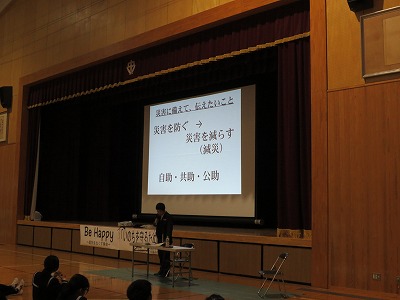 災害に備えて、伝えたいこと
災害を防ぐ →
災害を減らす
(減災)
自助・共助・公助
Be Happy